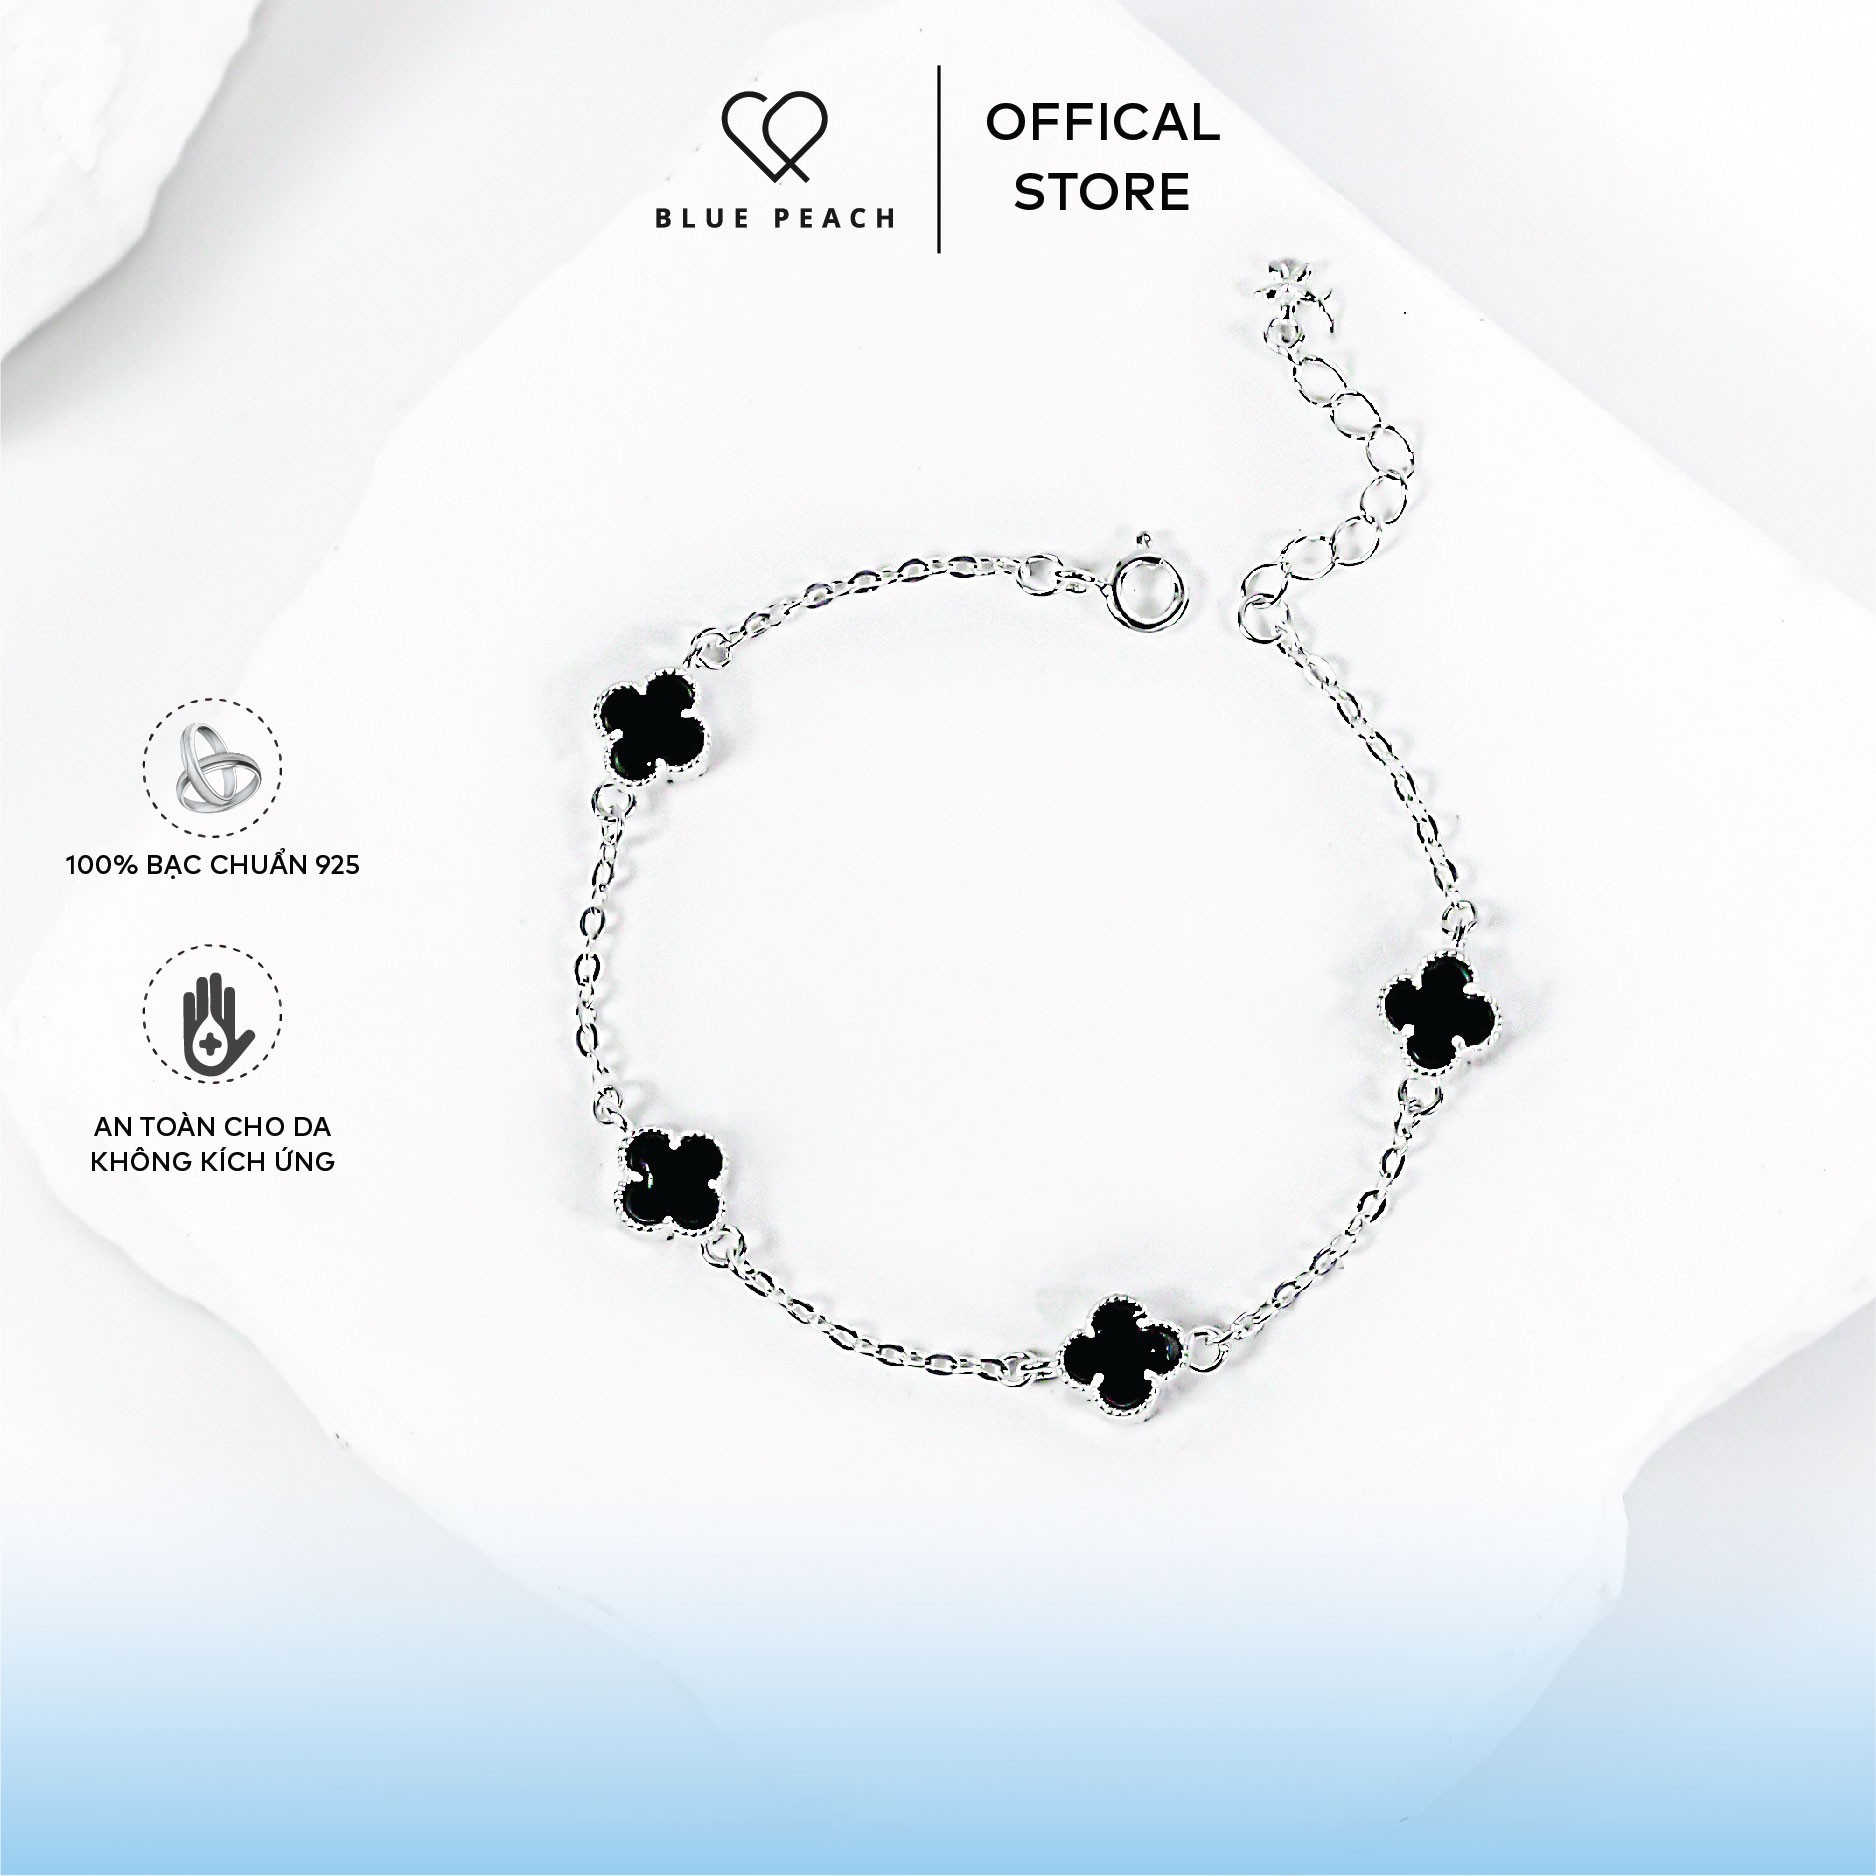 BLUE PEACH
OFFICAL
STORE
100% BẠC CHUẨN 925
AN TOÀN CHO DA
KHÔNG KÍCH ỨNG